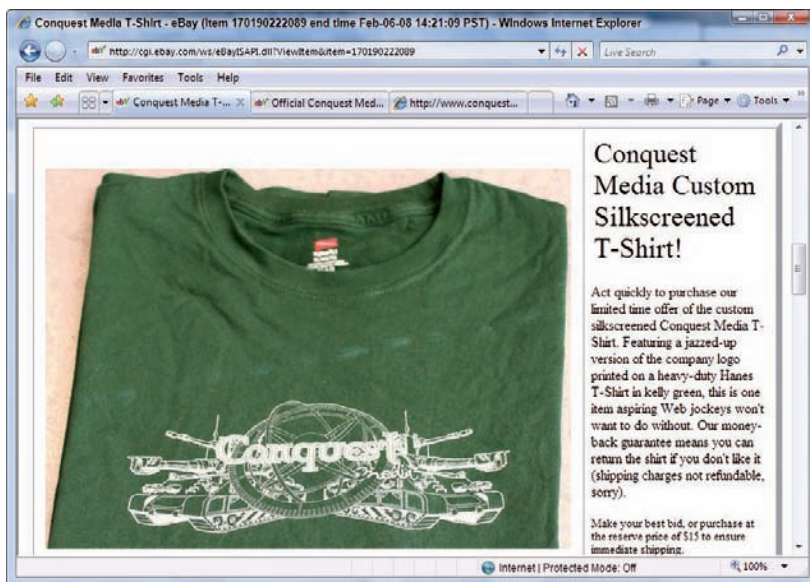 Conquest Media T-Shirt - eBay (item 170190222089 end time Feb-06-08 14:21:09 PST) - Windows Internet Explorer
http://cgi.ebay.com/ws/eBayISAPI.dll?ViewItem&item=170190222089
Live Search
File Edit View Favorites Tools Help
Conquest Media T-... Official Conquest Med... http://www.conquest... Page Tools
Conquest
Media Custom
Silkscreened
T-Shirt!
Act quickly to purchase our
limited time offer of the custom
silkscreened Conquest Media T-
Shirt. Featuring a jazzed-up
version of the company logo
printed on a heavy-duty Hanes
T-Shirt in kelly green, this is one
item aspiring Web jockeys won't
want to do without. Our money-
back guarantee means you can
return the shirt if you don't like it
(shipping charges not refundable,
sorry).
Make your best bid, or purchase at
the reserve price of $15 to ensure
immediate shipping.
Conquest
media
Internet | Protected Mode: Off 100%